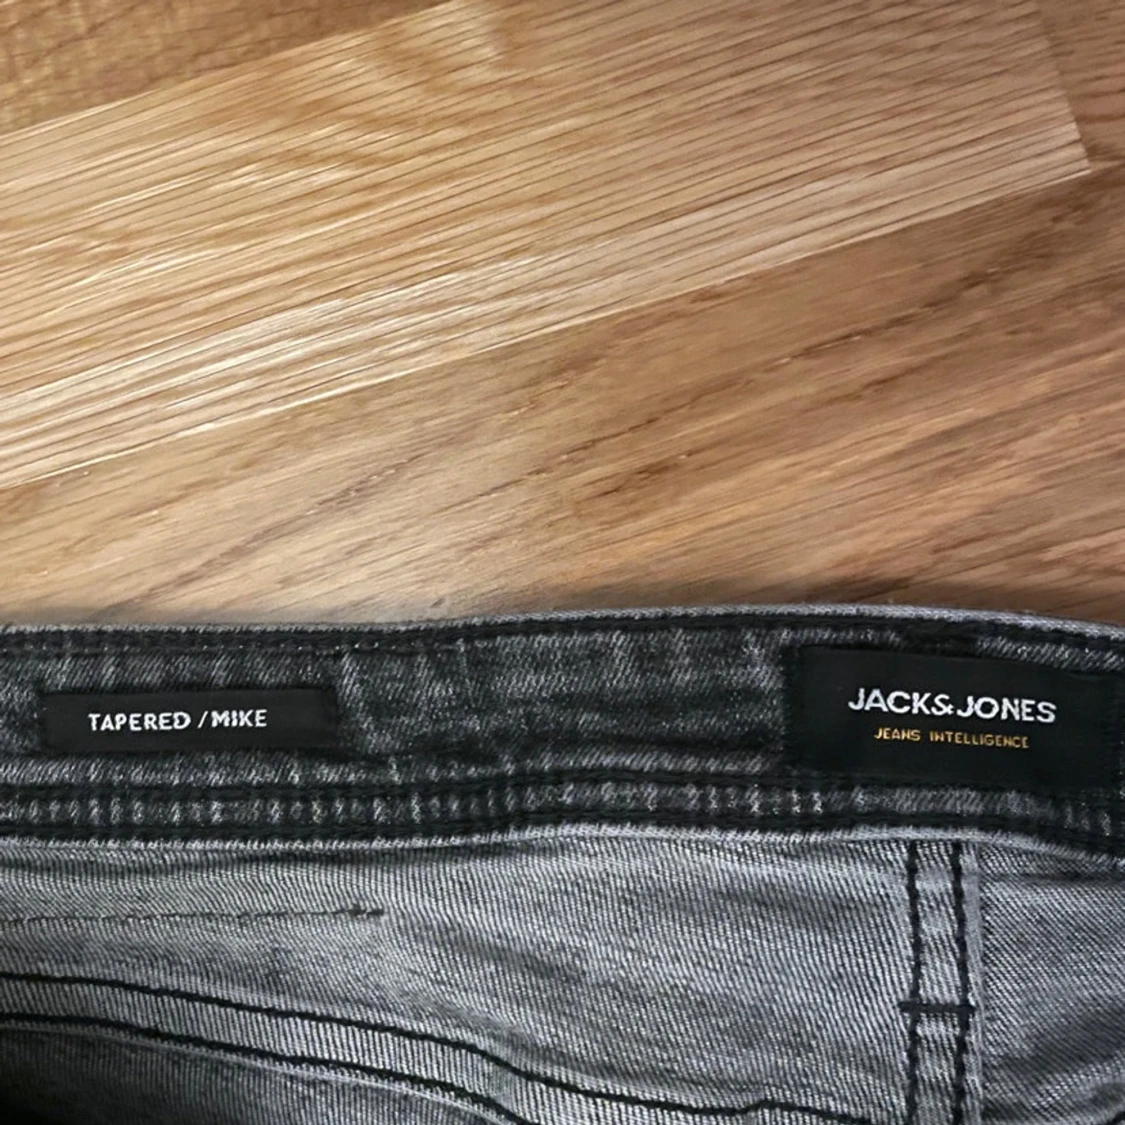 TAPERED / MIKE
JACK&JONES
JEANS INTELLIGENCE